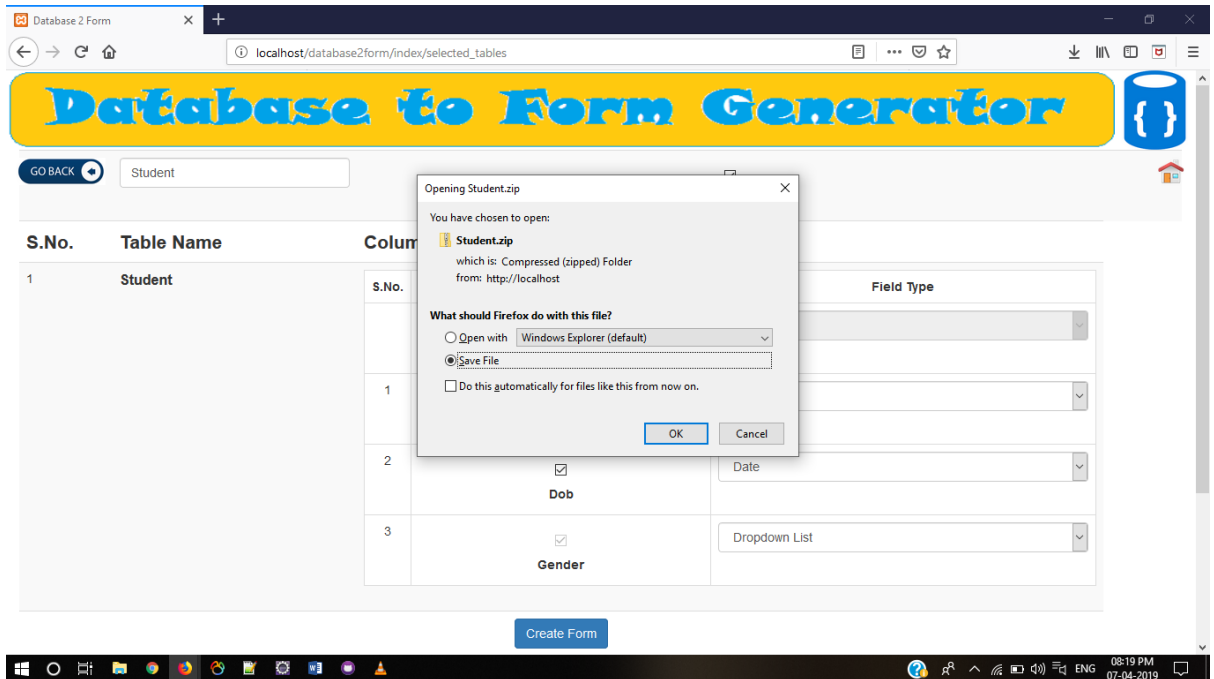 Database 2 Form
localhost/database2form/index/selected_tables
Database to Form Generator
{ }
GO BACK
Student
Opening Student.zip
You have chosen to open:
Student.zip
which is: Compressed (zipped) Folder
from: http://localhost
What should Firefox do with this file?
Open with Windows Explorer (default)
Save File
Do this automatically for files like this from now on.
OK Cancel
S.No. Table Name Colum
1 Student
S.No. Field Type
1
2 Date
Dob
3 Dropdown List
Gender
Create Form
ENG 08:19 PM
07-04-2019